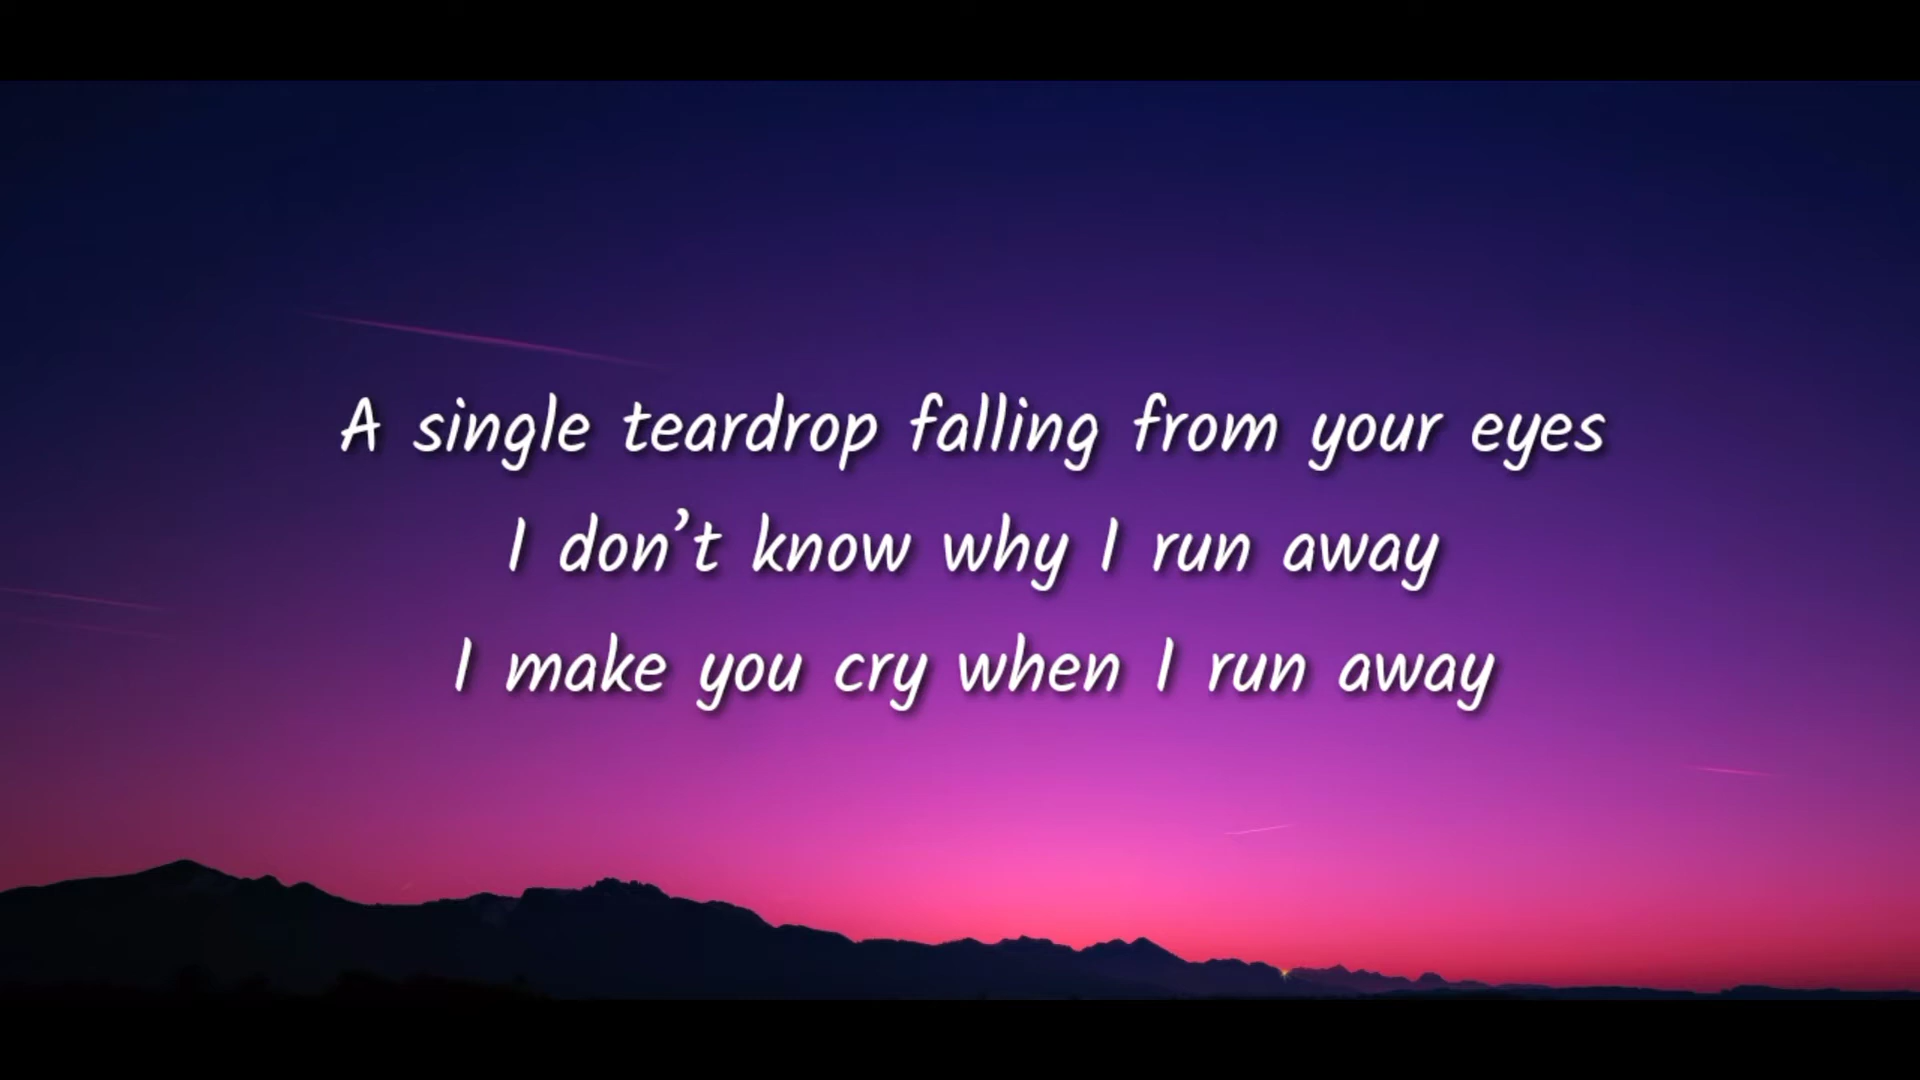 A single teardrop falling from your eyes
I don’t know why I run away
I make you cry when I run away